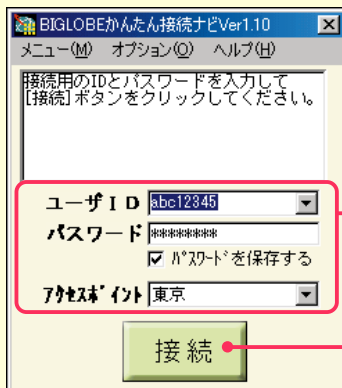 BIGLOBEかんたん接続ナビVer1.10
メニュー(M) オプション(O) ヘルプ(H)
接続用のIDとパスワードを入力して
[接続]ボタンをクリックしてください。
ユーザID abc12345
パスワード ********
パスワードを保存する
アクセスポイント 東京
接続